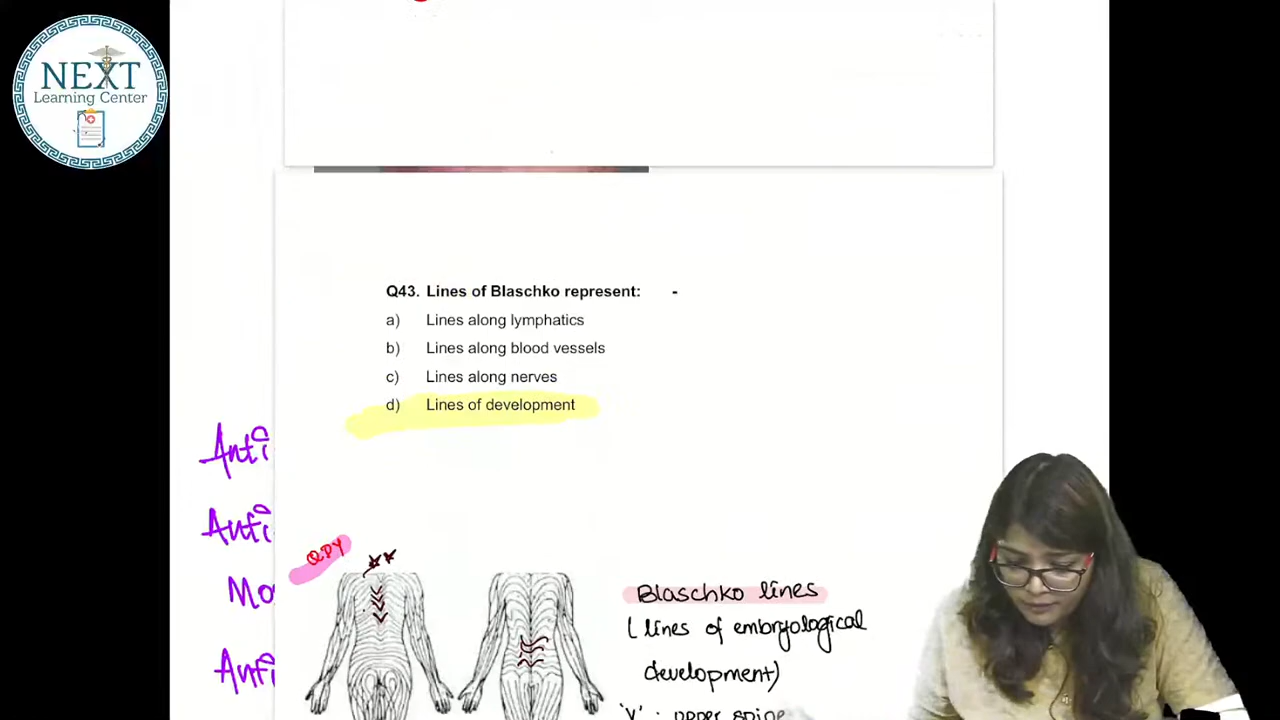 NEXT
Learning Center
Q43. Lines of Blaschko represent: -
a) Lines along lymphatics
b) Lines along blood vessels
c) Lines along nerves
d) Lines of development
Anti
Anti
Mo
Anti
QDY
Blaschko lines
( lines of embryological
development)
'V' : upper spine